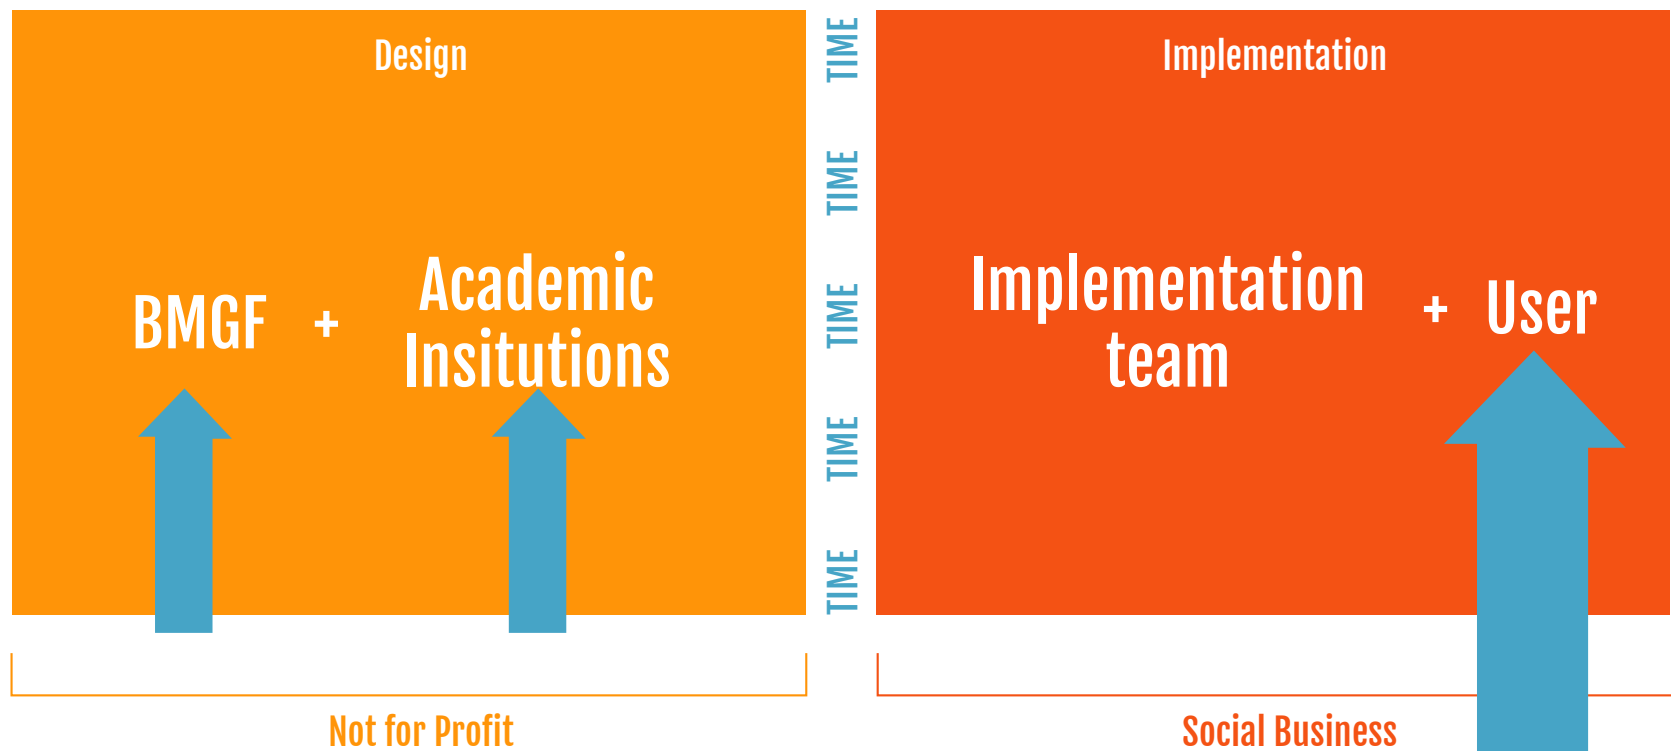 Design
BMGF + Academic
Insitutions
TIME
TIME
TIME
TIME
TIME
Implementation
Implementation
team
+ User
Not for Profit
Social Business